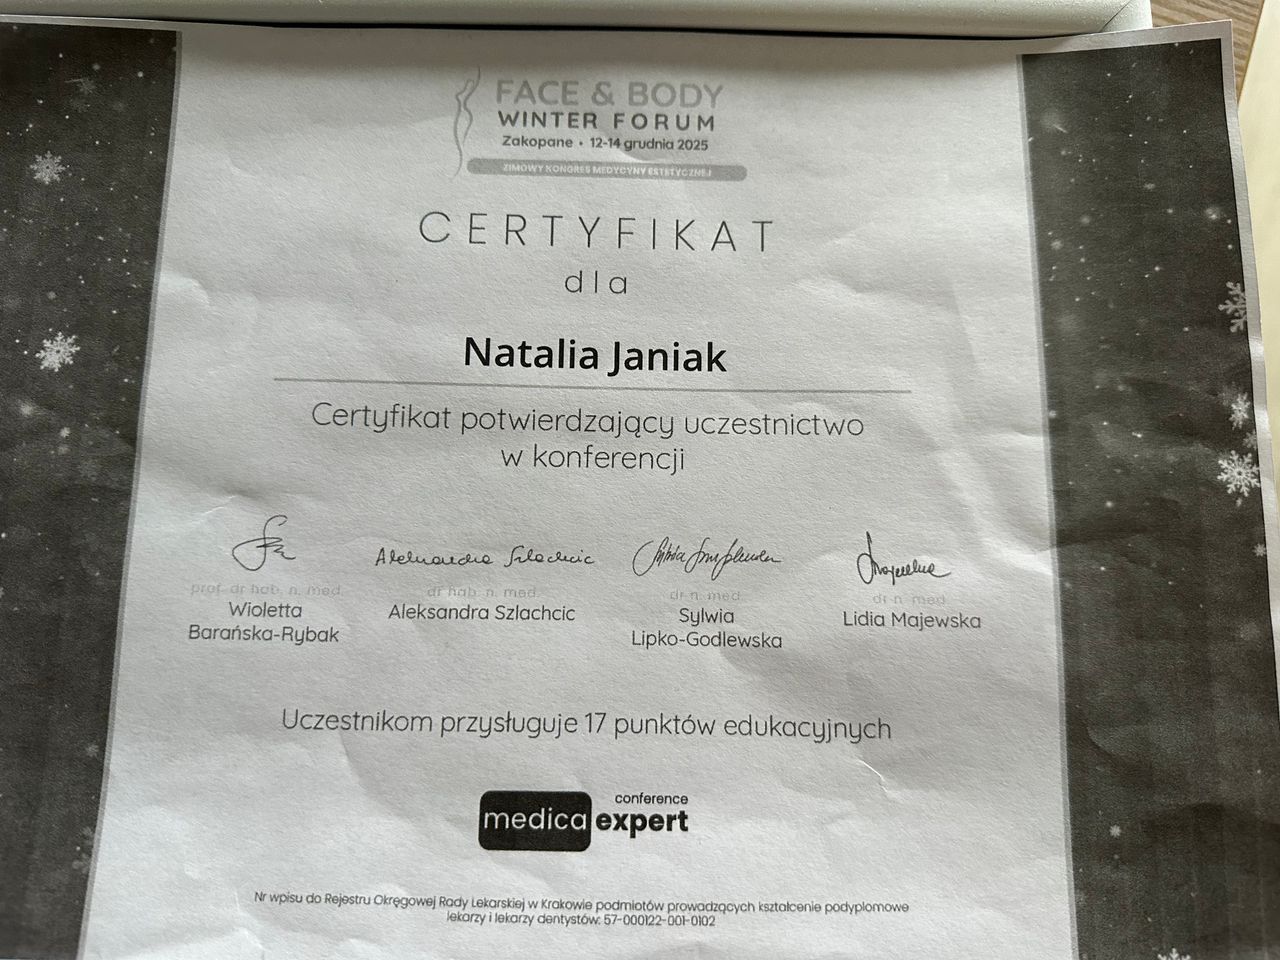 FACE & BODY
WINTER FORUM
Zakopane • 12-14 grudnia 2025
ZIMOWY KONGRES MEDYCYNY ESTETYCZNEJ
CERTYFIKAT
dla
Natalia Janiak
Certyfikat potwierdzający uczestnictwo
w konferencji
Aleksandra Szlachcic
prof. dr hab. n. med.
Wioletta
Barańska-Rybak
dr hab. n. med.
Aleksandra Szlachcic
dr n. med.
Sylwia
Lipko-Godlewska
dr n. med.
Lidia Majewska
Uczestnikom przysługuje 17 punktów edukacyjnych
conference
medica expert
Nr wpisu do Rejestru Okręgowej Rady Lekarskiej w Krakowie podmiotów prowadzących kształcenie podyplomowe
lekarzy i lekarzy dentystów: 57-000122-001-0102